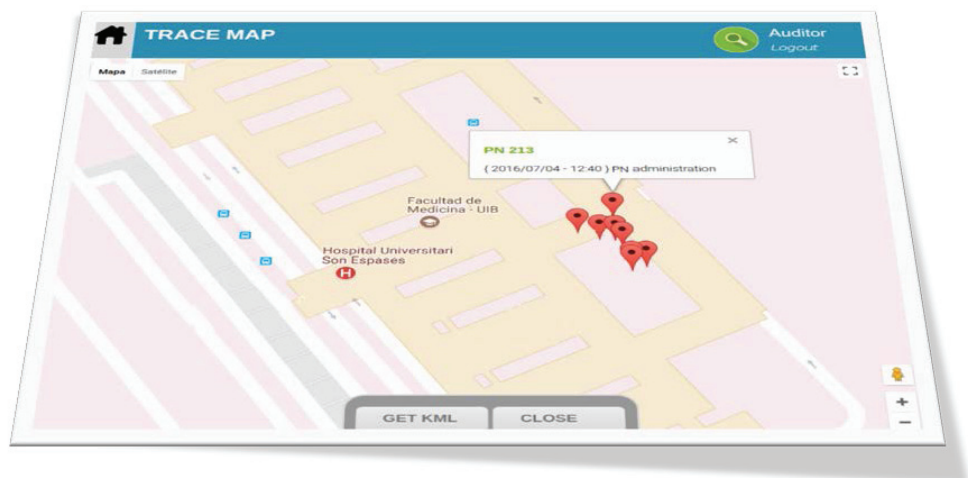 TRACE MAP
Auditor
Logout
Mapa Satélite
PN 213
( 2016/07/04 - 12:40 ) PN administration
Facultad de
Medicina - UIB
Hospital Universitari
Son Espases
H
GET KML CLOSE